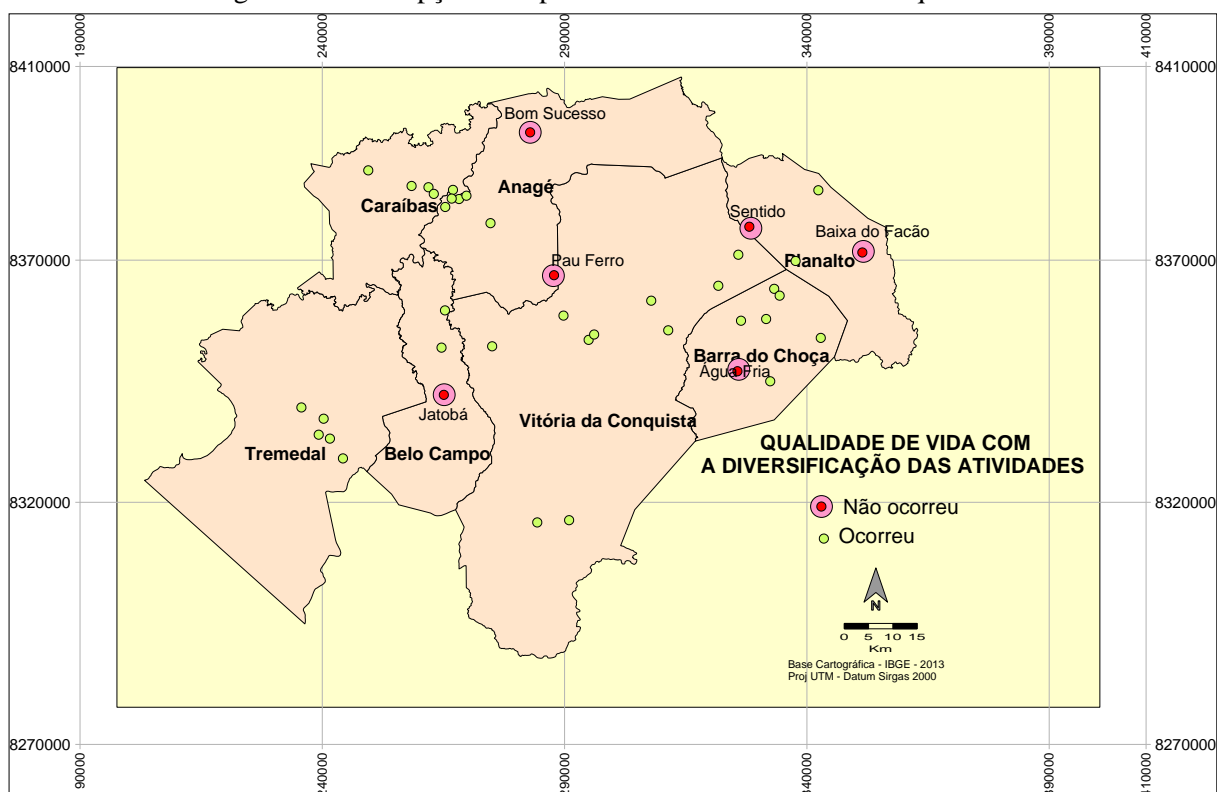 190000
240000
290000
340000
390000
410000
8410000
8410000
Bom Sucesso
Anagé
Caraíbas
Sentido
Baixa do Facão
Pau Ferro
Planalto
8370000
8370000
Barra do Choça
Água Fria
Jatobá
Vitória da Conquista
Tremedal
Belo Campo
QUALIDADE DE VIDA COM
A DIVERSIFICAÇÃO DAS ATIVIDADES
8320000
8320000
Não ocorreu
Ocorreu
N
0 5 10 15
Km
Base Cartográfica - IBGE - 2013
Proj UTM - Datum Sirgas 2000
8270000
8270000
90000
240000
290000
340000
390000
410000